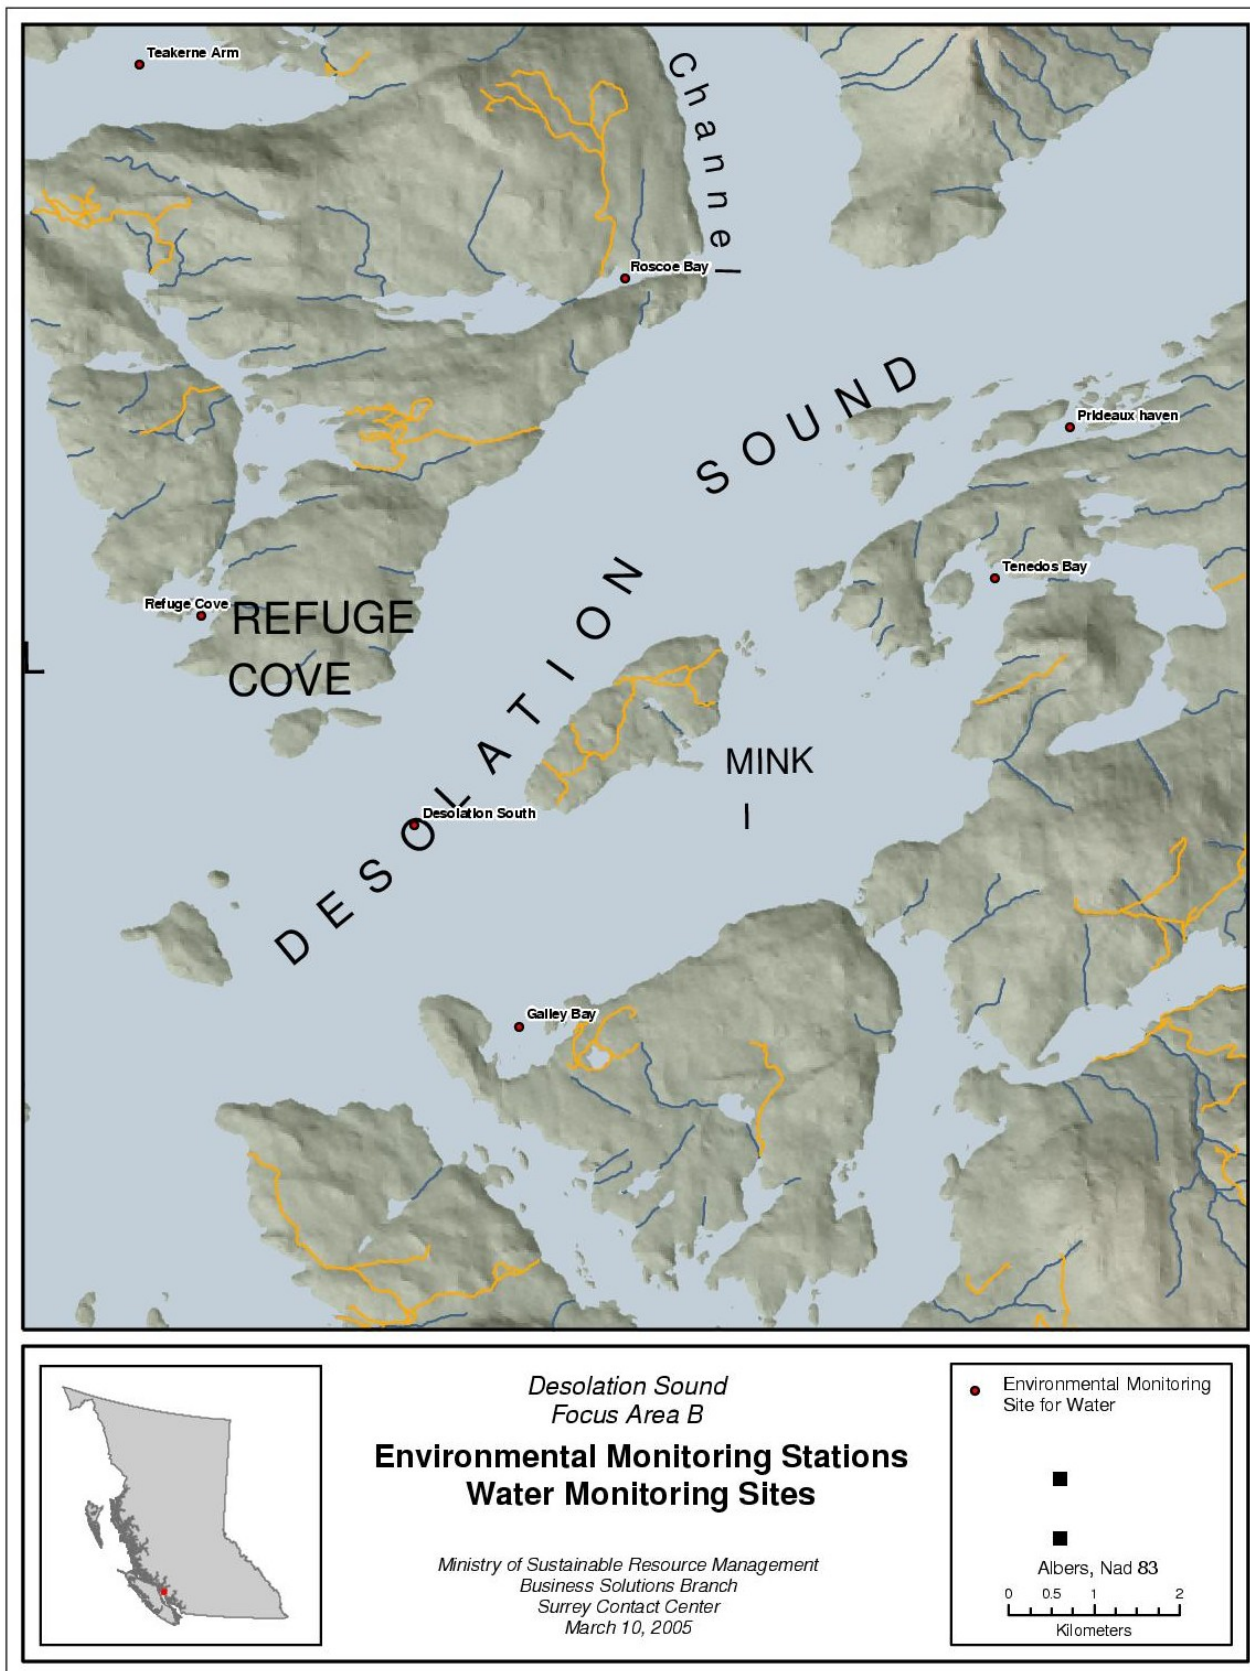 Teakerne Arm
Channel
Roscoe Bay
DESOLATION SOUND
Prideaux haven
Tenedos Bay
Refuge Cove
REFUGE
COVE
L
MINK
I
Desolation South
Galley Bay
Desolation Sound
Focus Area B
Environmental Monitoring Stations
Water Monitoring Sites
Ministry of Sustainable Resource Management
Business Solutions Branch
Surrey Contact Center
March 10, 2005
Environmental Monitoring
Site for Water
Albers, Nad 83
0 0.5 1 2
Kilometers